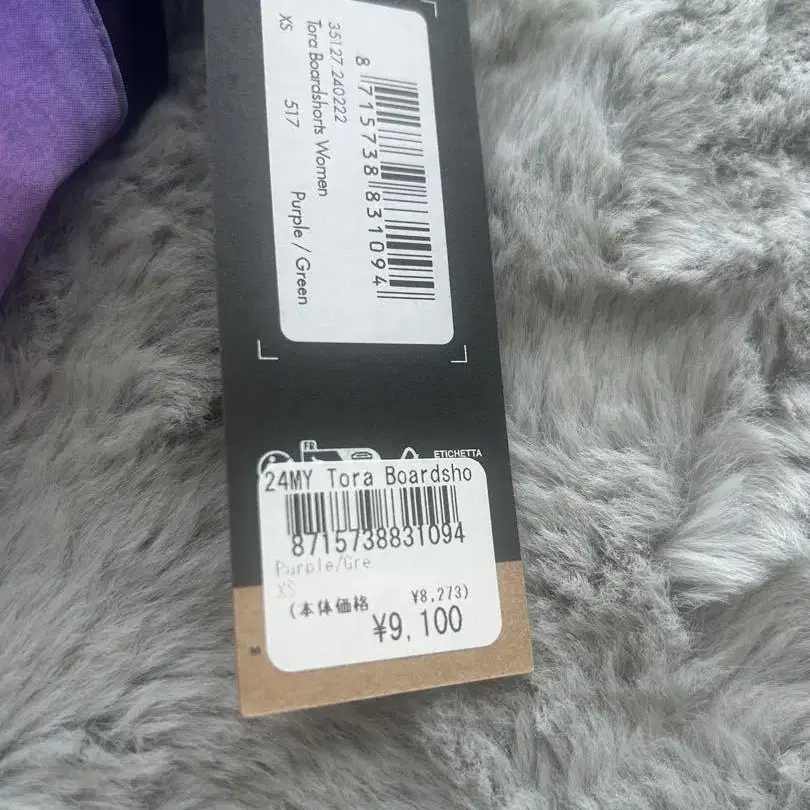 35127.240222
Tora Boardshorts Women
XS 517 Purple / Green
8 715738 831094
FR
ETICHETTA
24MY Tora Boardsho
8715738831094
Purple/Gre
XS
(本体価格 ¥8,273)
¥9,100
M